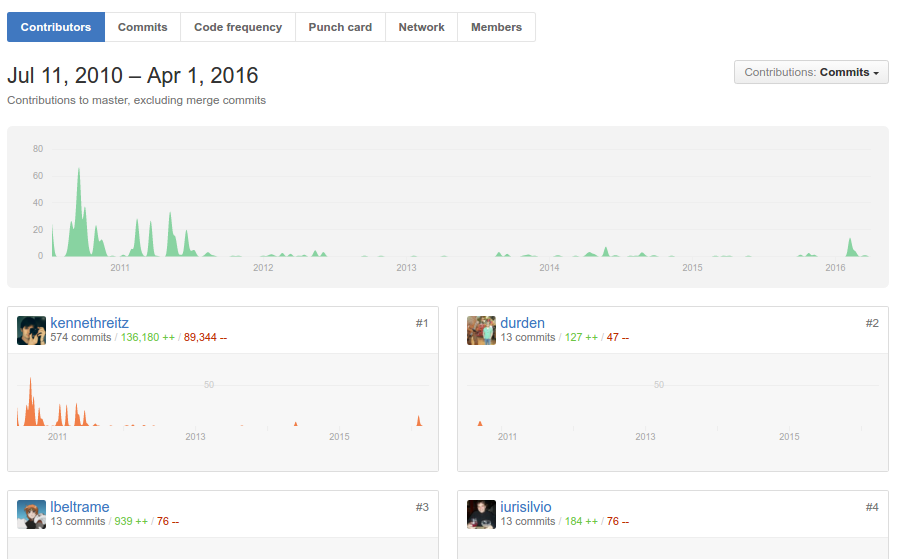 Contributors Commits Code frequency Punch card Network Members
Jul 11, 2010 – Apr 1, 2016
Contributions: Commits
Contributions to master, excluding merge commits
80
60
40
20
0
2011 2012 2013 2014 2015 2016
kennethreitz #1
574 commits / 136,180 ++ / 89,344 --
50
2011 2013 2015
durden #2
13 commits / 127 ++ / 47 --
50
2011 2013 2015
lbeltrame #3
13 commits / 939 ++ / 76 --
iurisilvio #4
13 commits / 184 ++ / 76 --